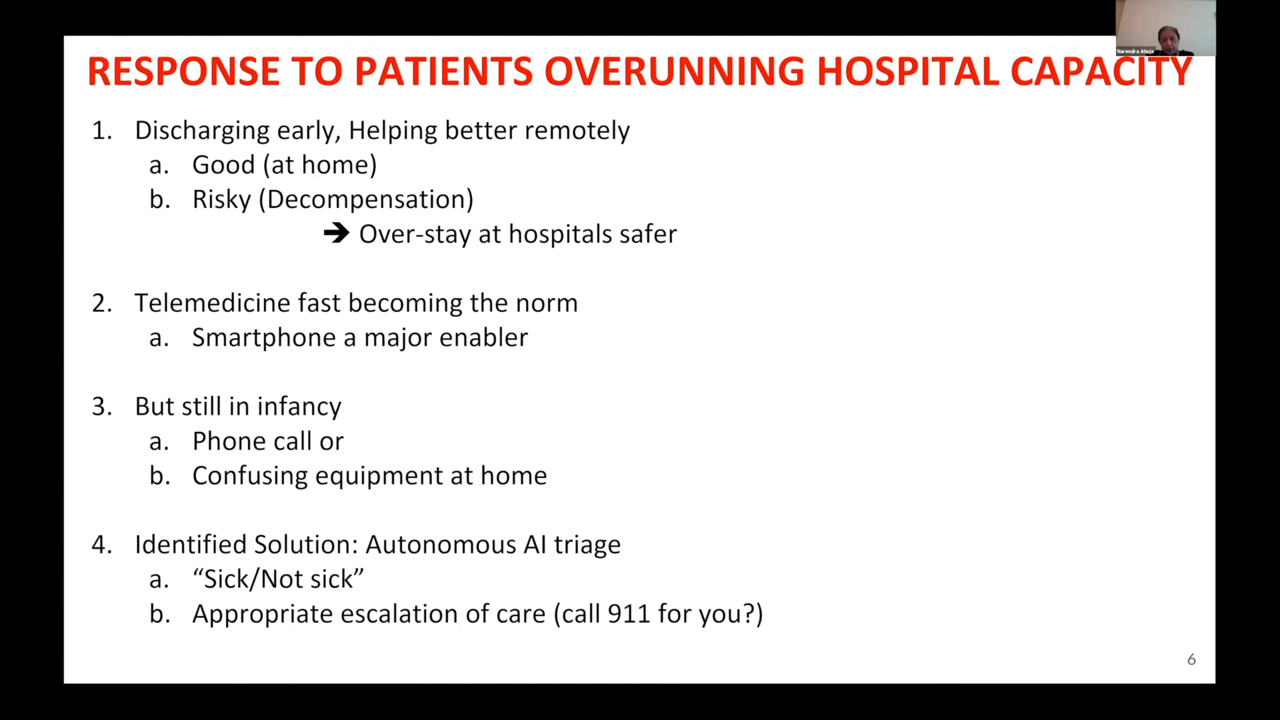 Narendra Ahuja
RESPONSE TO PATIENTS OVERUNNING HOSPITAL CAPACITY
1. Discharging early, Helping better remotely
a. Good (at home)
b. Risky (Decompensation)
➔ Over-stay at hospitals safer
2. Telemedicine fast becoming the norm
a. Smartphone a major enabler
3. But still in infancy
a. Phone call or
b. Confusing equipment at home
4. Identified Solution: Autonomous AI triage
a. “Sick/Not sick”
b. Appropriate escalation of care (call 911 for you?)
6